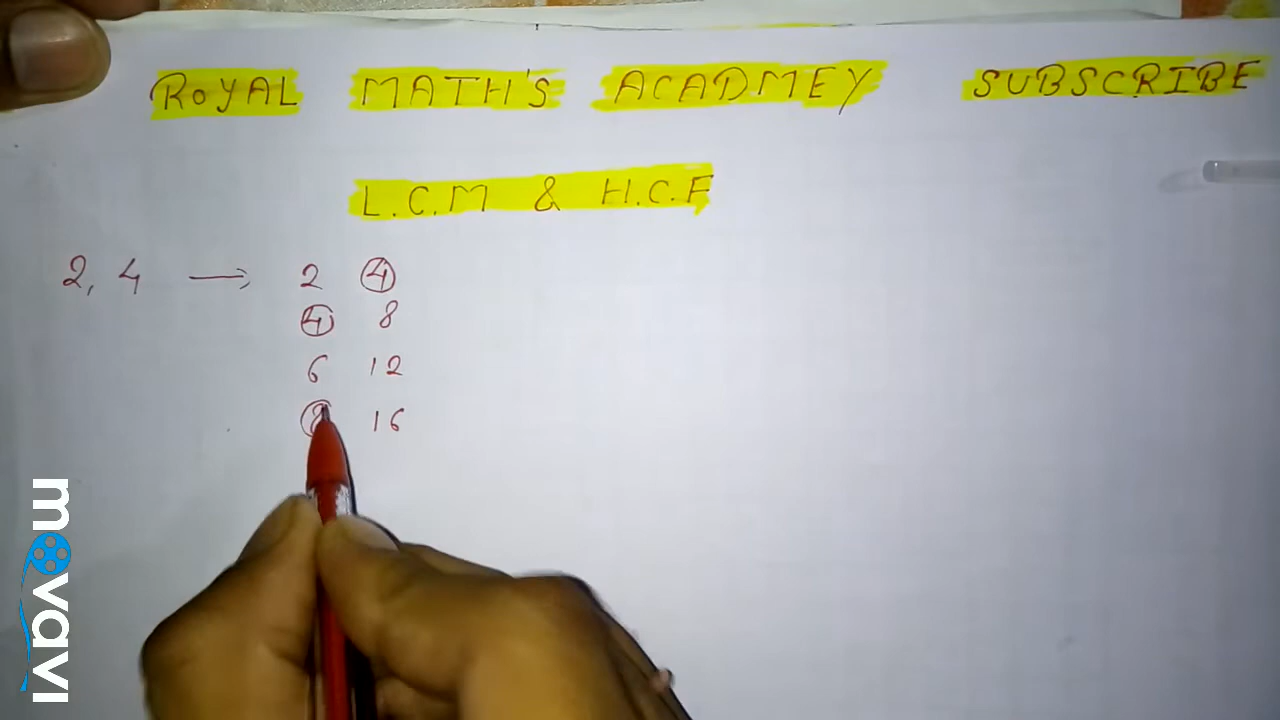 ROYAL MATH'S ACADMEY SUBSCRIBE
L.C.M & H.C.F
2, 4 → 2 4
4 8
6 12
8 16
movavi